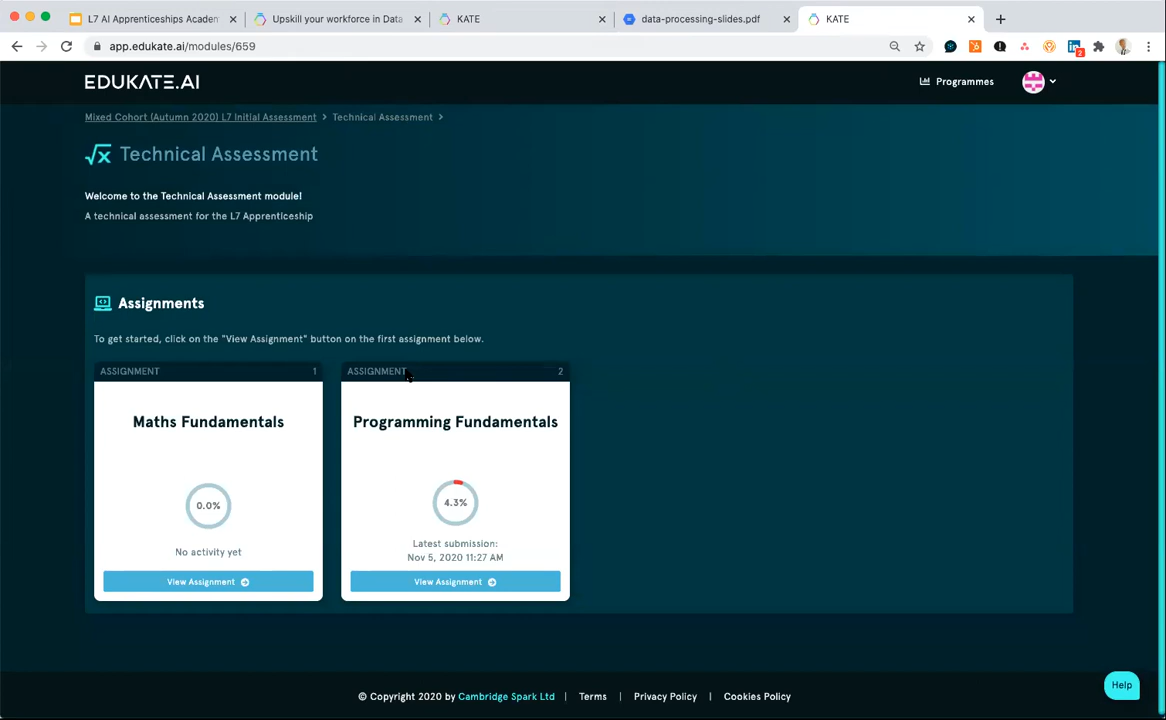 L7 AI Apprenticeships Academ
Upskill your workforce in Data
KATE
data-processing-slides.pdf
KATE
app.edukate.ai/modules/659
2
EDUKATE.AI
Programmes
Mixed Cohort (Autumn 2020) L7 Initial Assessment > Technical Assessment >
√x Technical Assessment
Welcome to the Technical Assessment module!
A technical assessment for the L7 Apprenticeship
Assignments
To get started, click on the "View Assignment" button on the first assignment below.
ASSIGNMENT 1
Maths Fundamentals
0.0%
No activity yet
View Assignment
ASSIGNMENT 2
Programming Fundamentals
4.3%
Latest submission:
Nov 5, 2020 11:27 AM
View Assignment
Help
© Copyright 2020 by Cambridge Spark Ltd | Terms | Privacy Policy | Cookies Policy